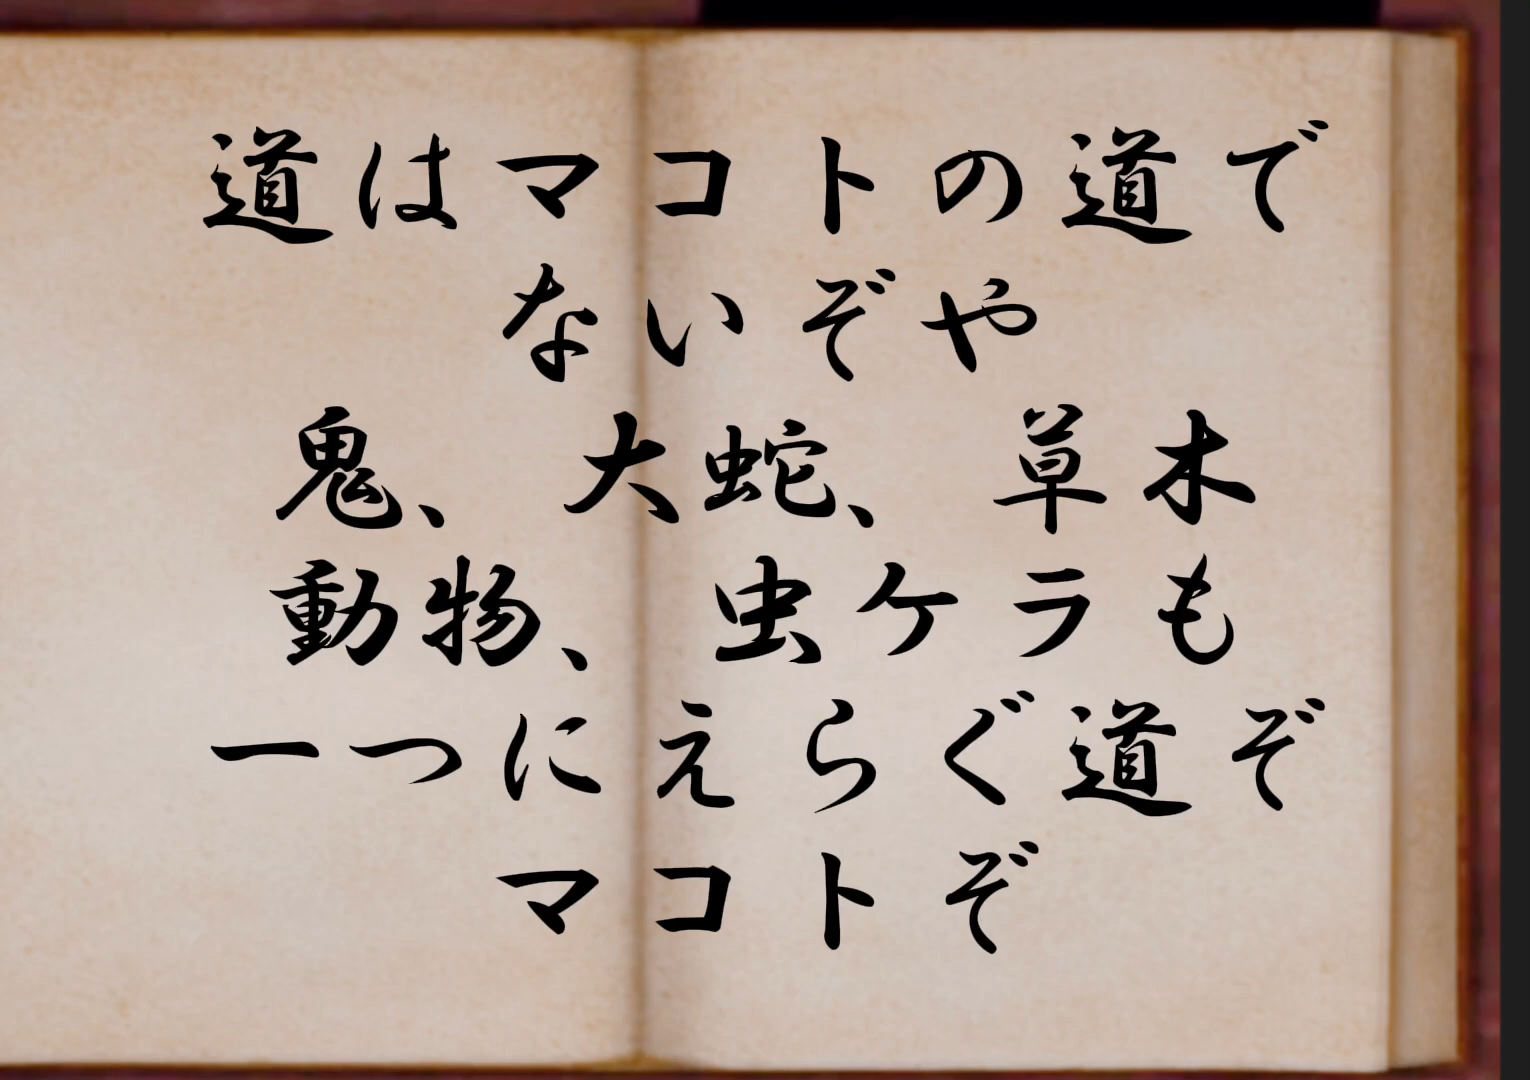 道はマコトの道で
ないぞや
鬼、大蛇、草木
動物、虫ケラも
一つにえらぐ道ぞ
マコトぞ